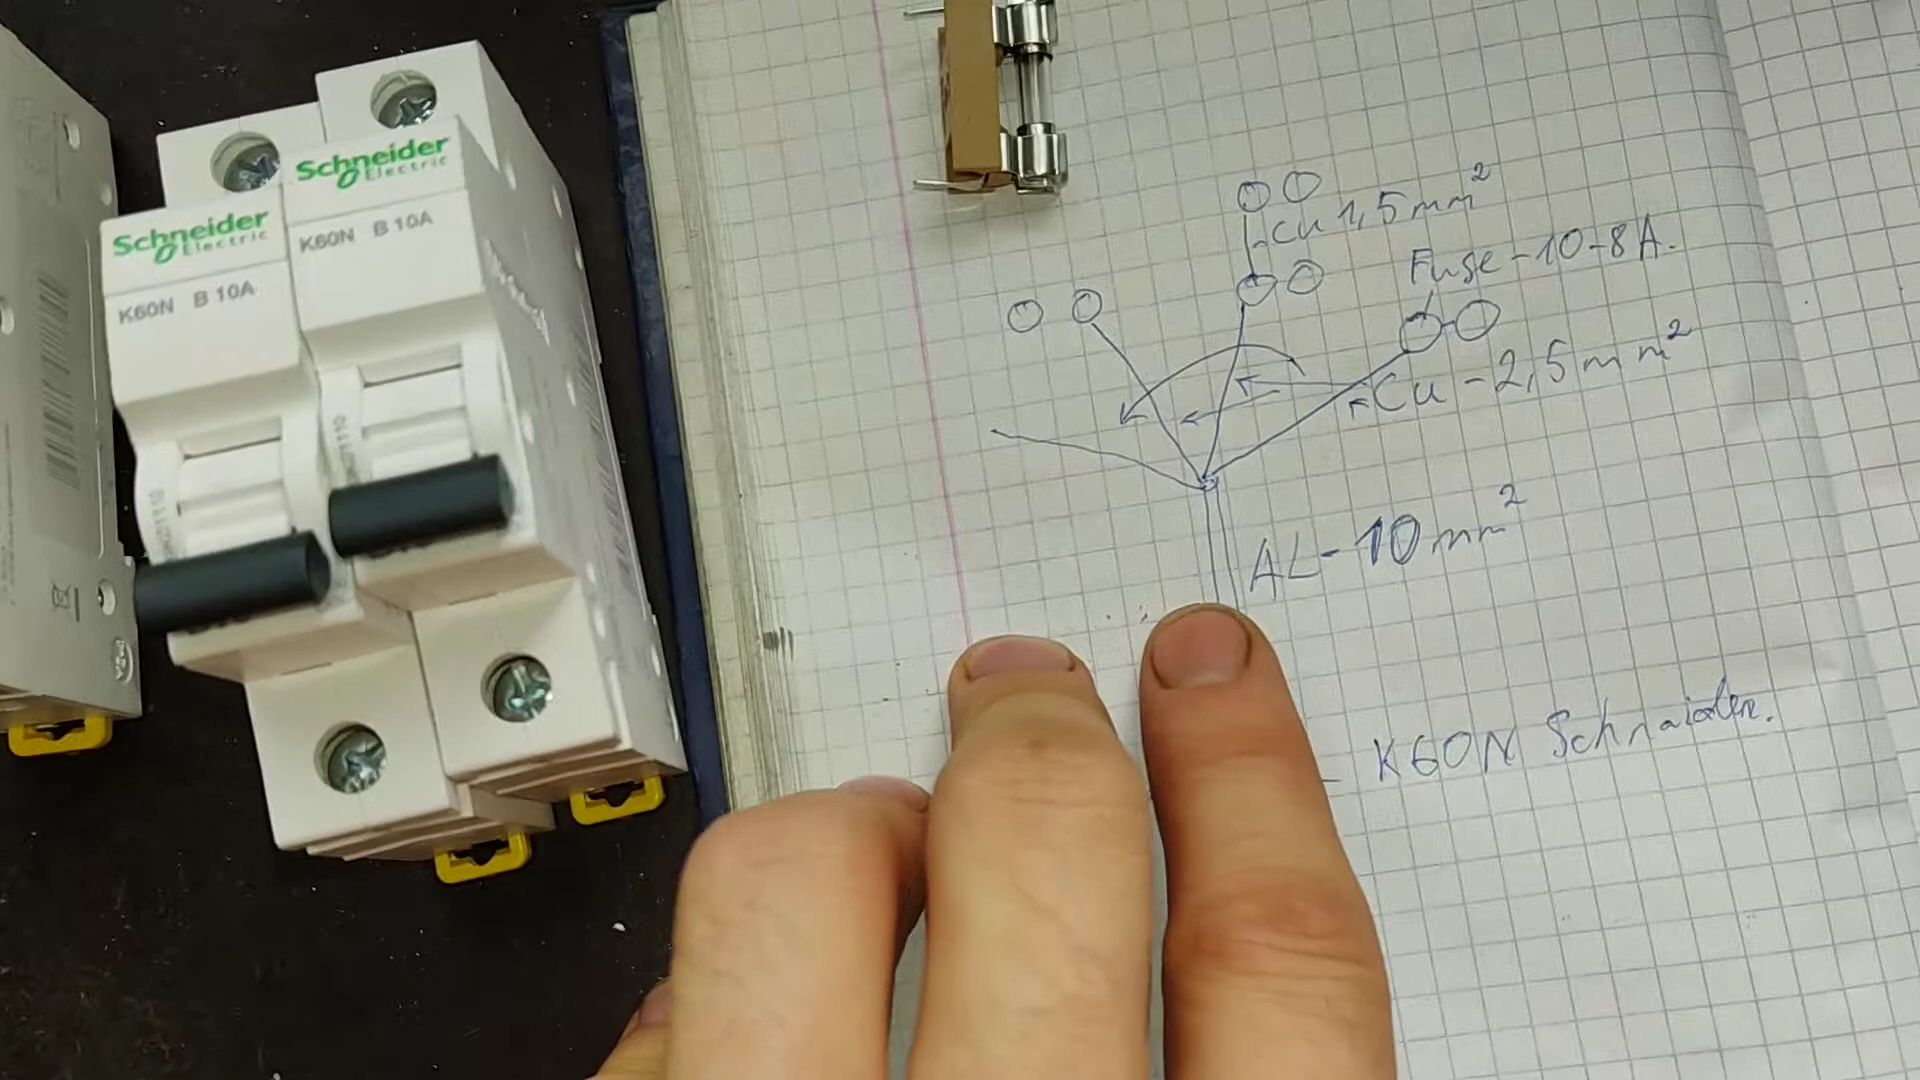 Schneider
Electric
K60N B 10A
Schneider
Electric
K60N B 10A
Cu 1,5 mm²
Fuse - 10-8A.
Cu - 2,5 mm²
AL - 10 mm²
- K60N Schnaider.